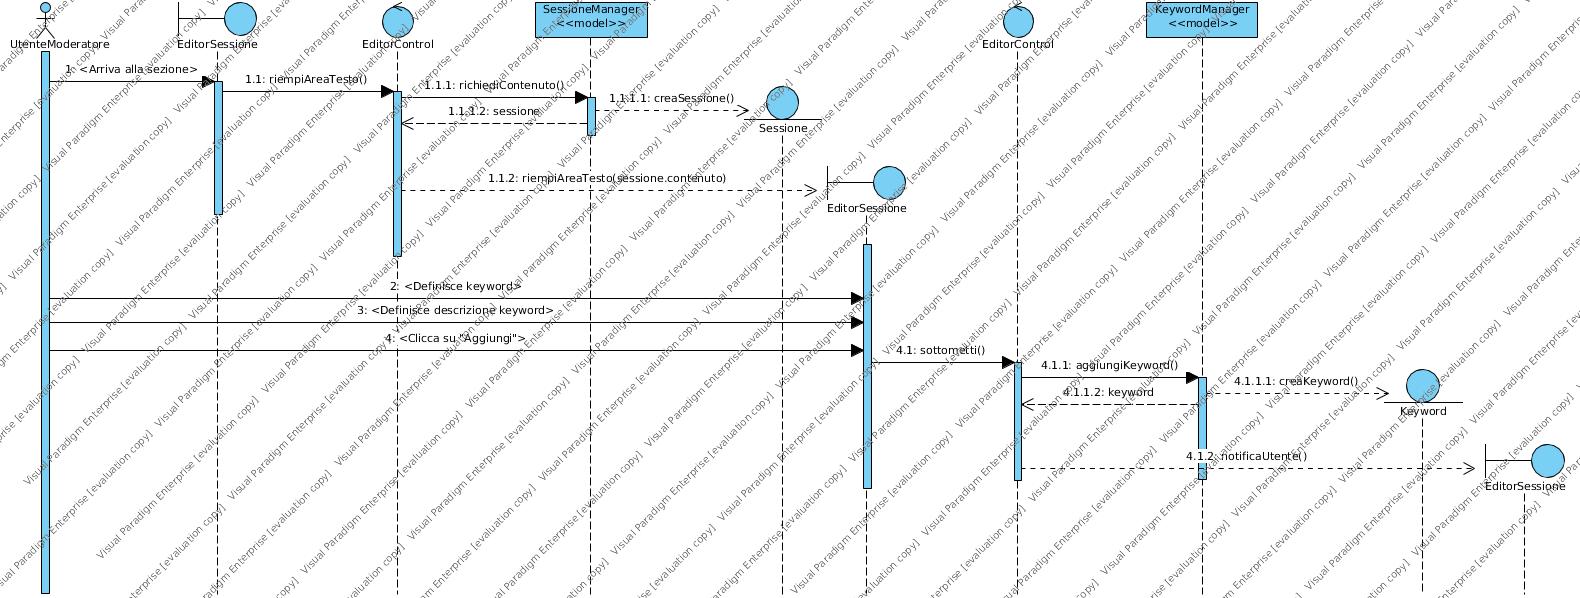 SessioneManager
<<model>>
KeywordManager
<<model>>
UtenteModeratore
EditorSessione
EditorControl
EditorControl
1: <Arriva alla sezione>
1.1: riempiAreaTesto()
1.1.1: richiediContenuto()
1.1.1.1: creaSessione()
1.1.1.2: sessione
Sessione
1.1.2: riempiAreaTesto(sessione.contenuto)
EditorSessione
2: <Definisce keyword>
3: <Definisce descrizione keyword>
4: <Clicca su "Aggiungi">
4.1: sottometti()
4.1.1: aggiungiKeyword()
4.1.1.1: creaKeyword()
4.1.1.2: keyword
Keyword
4.1.2: notificaUtente()
EditorSessione
Visual Paradigm Enterprise [evaluation copy]